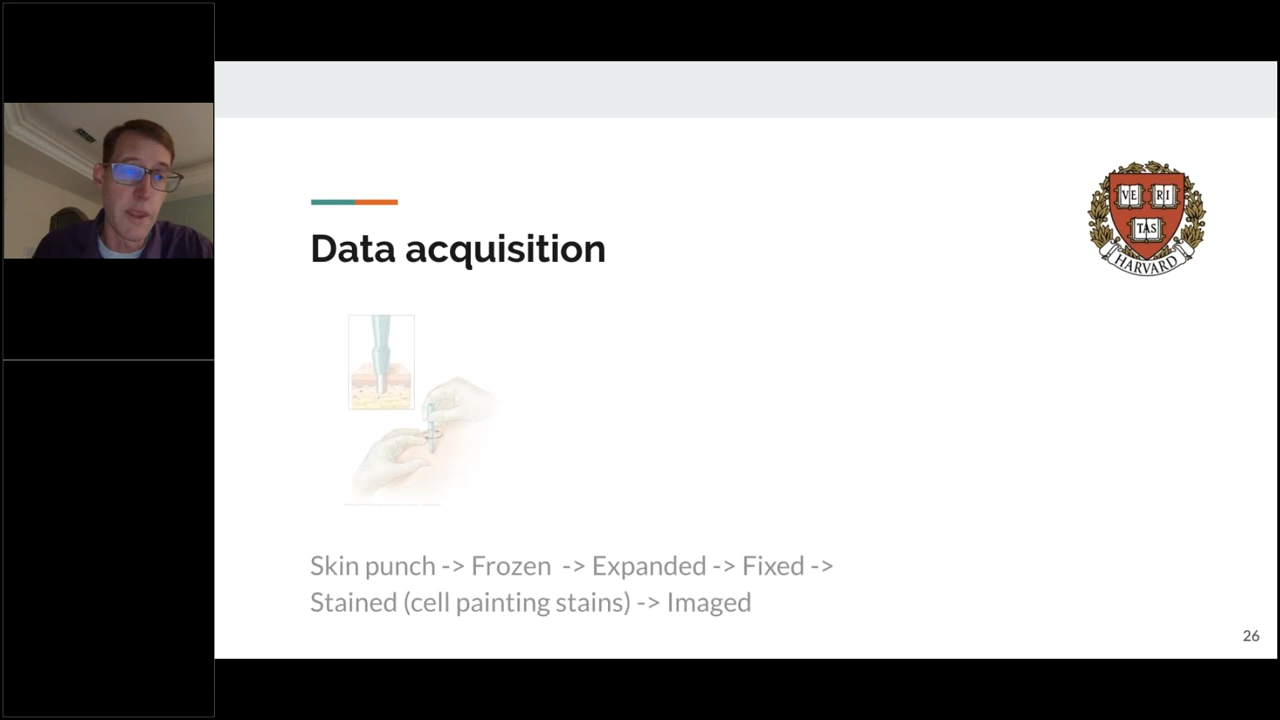 Data acquisition
VE RI
TAS
HARVARD
Skin punch -> Frozen -> Expanded -> Fixed ->
Stained (cell painting stains) -> Imaged
26